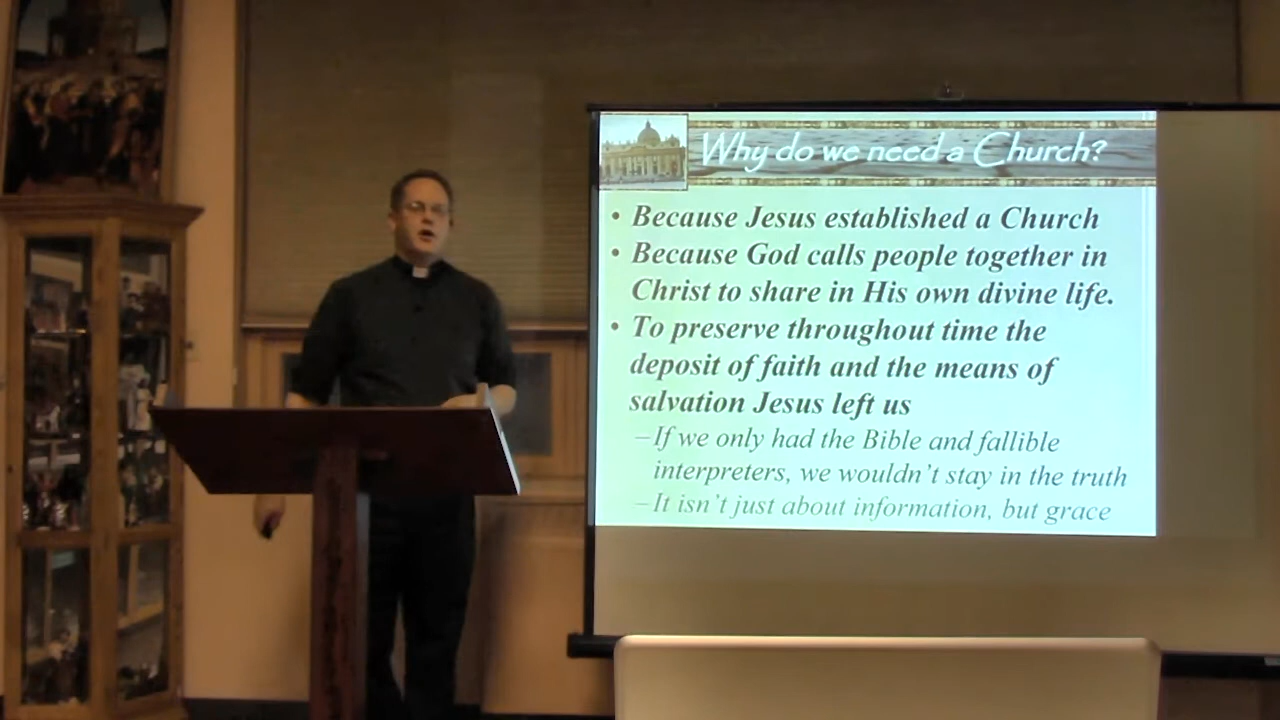 Why do we need a Church?
• Because Jesus established a Church
• Because God calls people together in
Christ to share in His own divine life.
• To preserve throughout time the
deposit of faith and the means of
salvation Jesus left us
–If we only had the Bible and fallible
interpreters, we wouldn't stay in the truth
–It isn't just about information, but grace